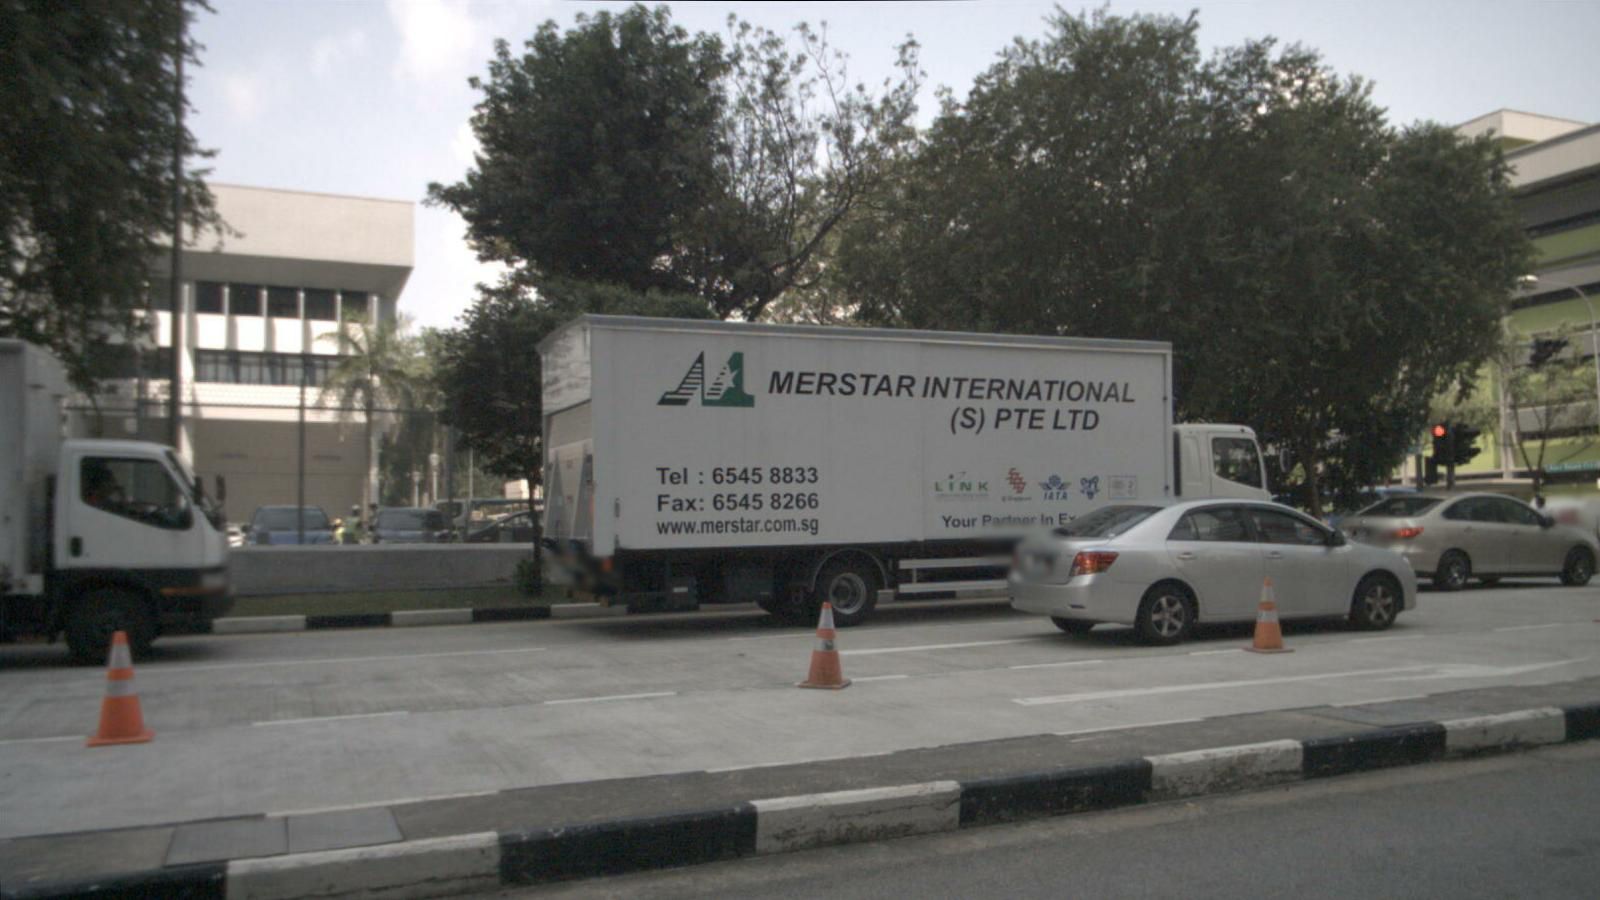 MERSTAR INTERNATIONAL
(S) PTE LTD
Tel : 6545 8833
Fax: 6545 8266
www.merstar.com.sg
LINK
IATA
Your Partner In